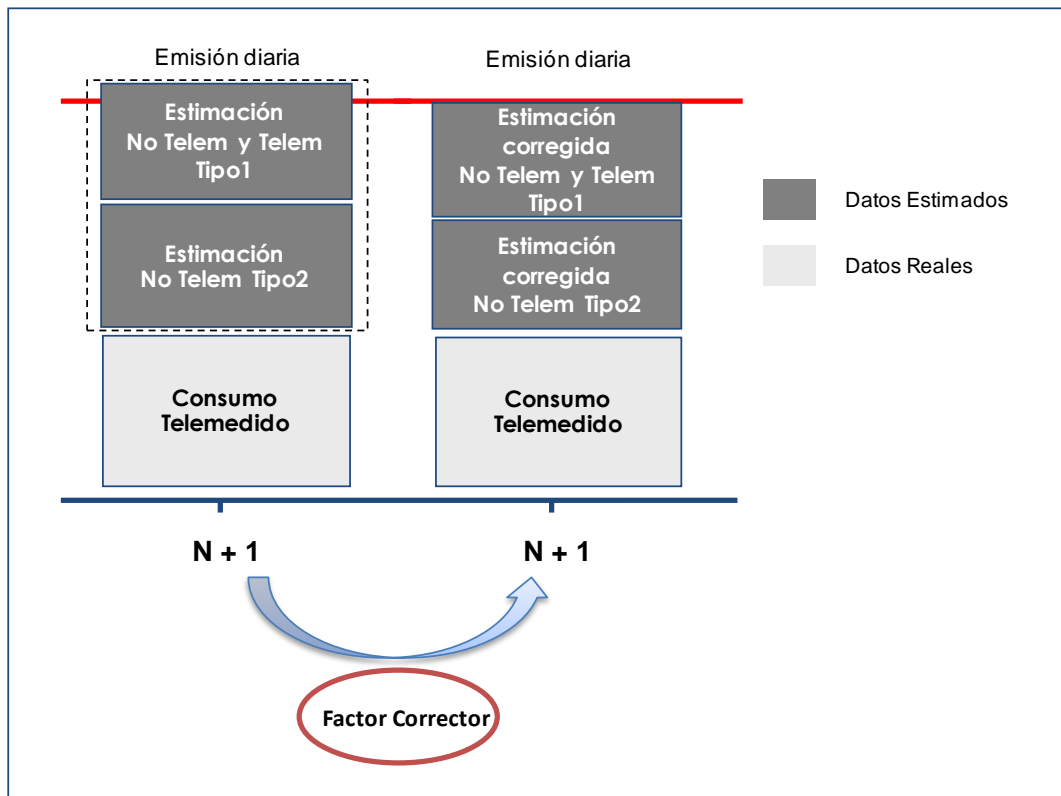 Emisión diaria
Emisión diaria
Estimación
No Telem y Telem
Tipo1
Estimación
corregida
No Telem y Telem
Tipo1
Estimación
No Telem Tipo2
Estimación
corregida
No Telem Tipo2
Consumo
Telemedido
Consumo
Telemedido
Datos Estimados
Datos Reales
N + 1
N + 1
Factor Corrector